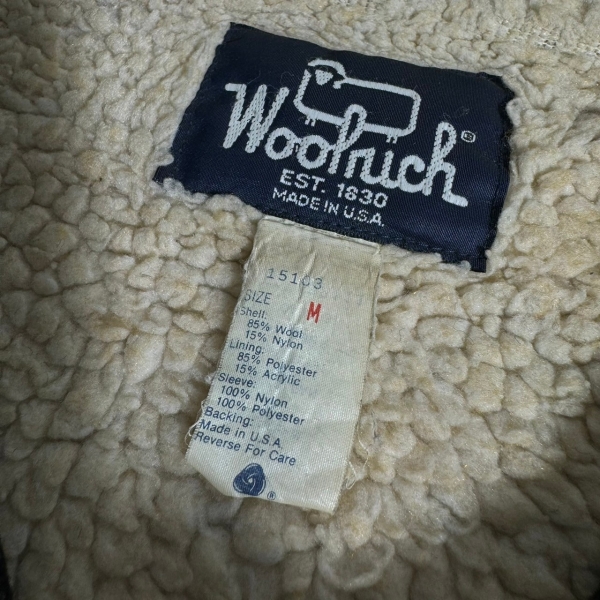 Woolrich®
EST. 1830
MADE IN U.S.A.
15103
SIZE M
Shell:
85% Wool
15% Nylon
Lining:
85% Polyester
15% Acrylic
Sleeve:
100% Nylon
100% Polyester
Backing:
Made in U.S.A.
Reverse For Care
®